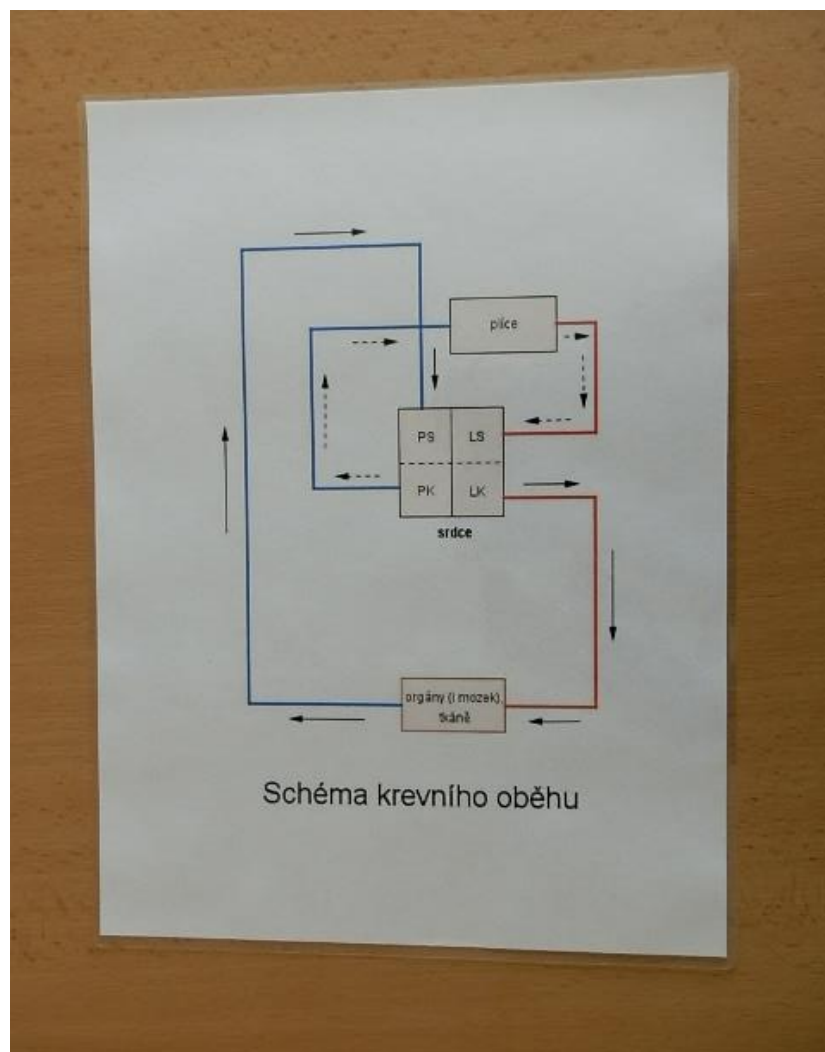 plíce
PS LS
PK LK
srdce
orgány (i mozek),
tkáně
Schéma krevního oběhu